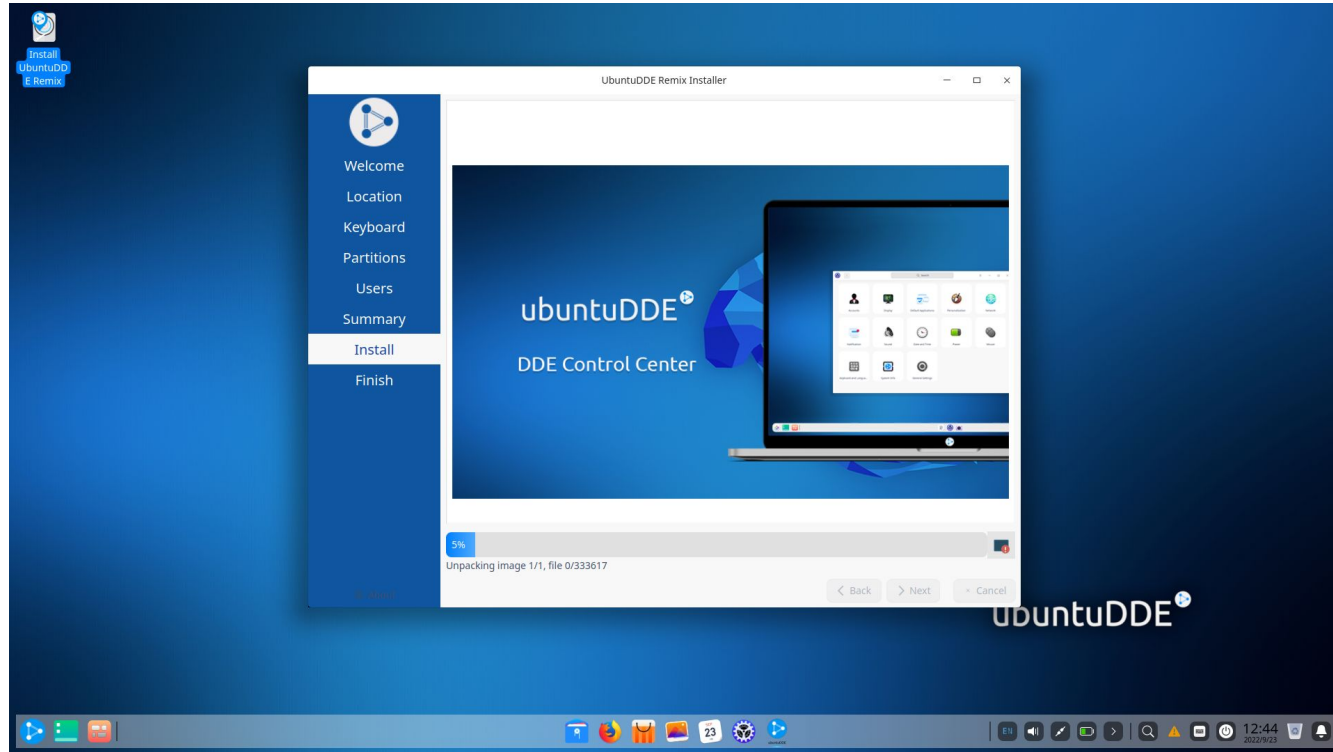 Install
UbuntuDD
E Remix
UbuntuDDE Remix Installer
Welcome
Location
Keyboard
Partitions
Users
Summary
Install
Finish
ubuntuDDE
DDE Control Center
5%
Unpacking image 1/1, file 0/333617
Back
Next
Cancel
ubuntuDDE
23
EN
12:44
2022/9/23